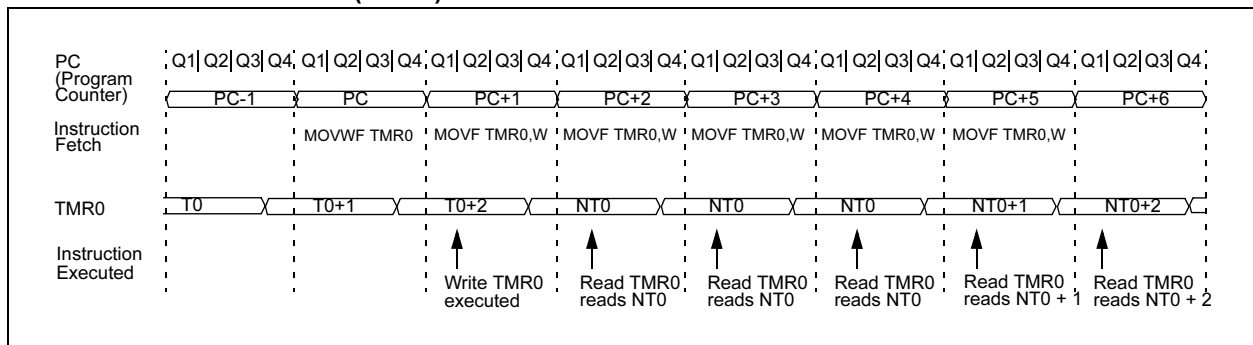 PC
(Program
Counter)
Q1| Q2| Q3| Q4 Q1| Q2| Q3| Q4 Q1| Q2| Q3| Q4 Q1| Q2| Q3| Q4 Q1| Q2| Q3| Q4 Q1| Q2| Q3| Q4 Q1| Q2| Q3| Q4 Q1| Q2| Q3| Q4
PC-1 PC PC+1 PC+2 PC+3 PC+4 PC+5 PC+6
Instruction
Fetch
MOVWF TMR0 MOVF TMR0,W MOVF TMR0,W MOVF TMR0,W MOVF TMR0,W MOVF TMR0,W
TMR0 T0 T0+1 T0+2 NT0 NT0 NT0 NT0+1 NT0+2
Instruction
Executed
Write TMR0
executed
Read TMR0
reads NT0
Read TMR0
reads NT0
Read TMR0
reads NT0
Read TMR0
reads NT0 + 1
Read TMR0
reads NT0 + 2